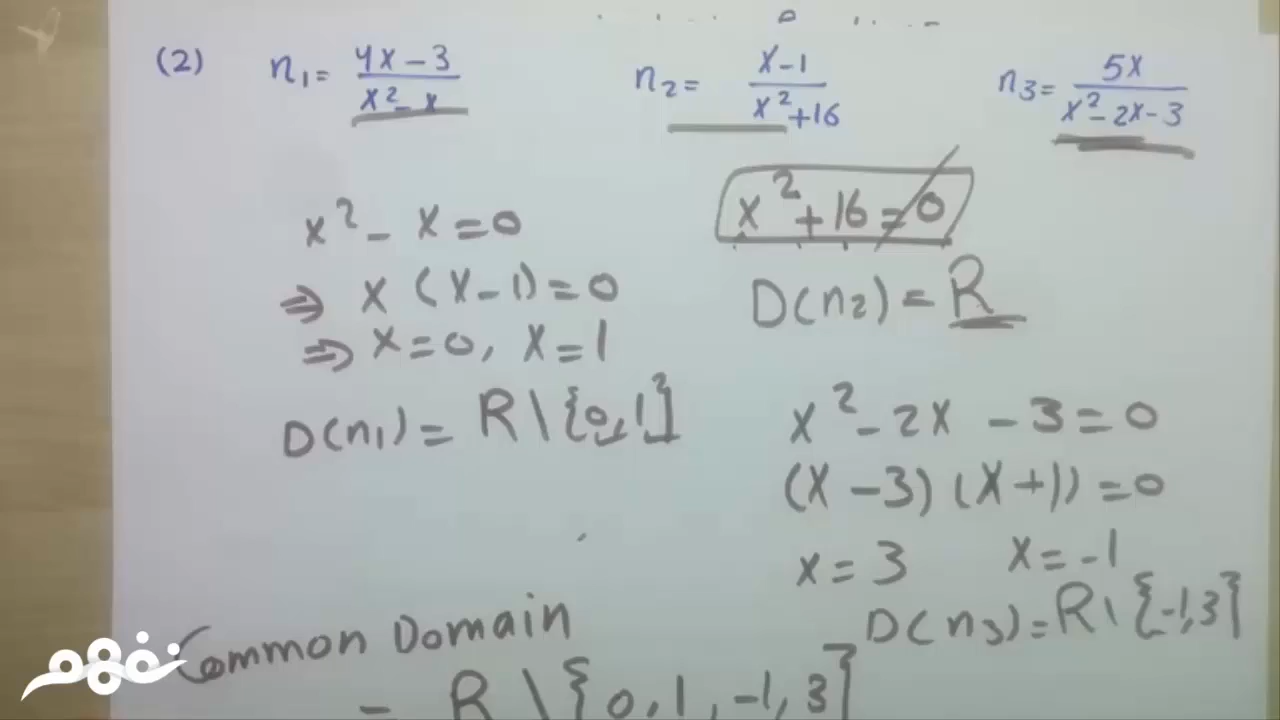 (2) n₁ = (4x - 3)/(x² - x) n₂ = (x - 1)/(x² + 16) n₃ = 5x/(x² - 2x - 3)
x² - x = 0
⇒ x (x - 1) = 0
⇒ x = 0, x = 1
D(n₁) = R \ {0, 1}
x² + 16 = 0
D(n₂) = R
x² - 2x - 3 = 0
(x - 3) (x + 1) = 0
x = 3 x = -1
D(n₃) = R \ {-1, 3}
Common Domain
= R \ {0, 1, -1, 3}
نفهم